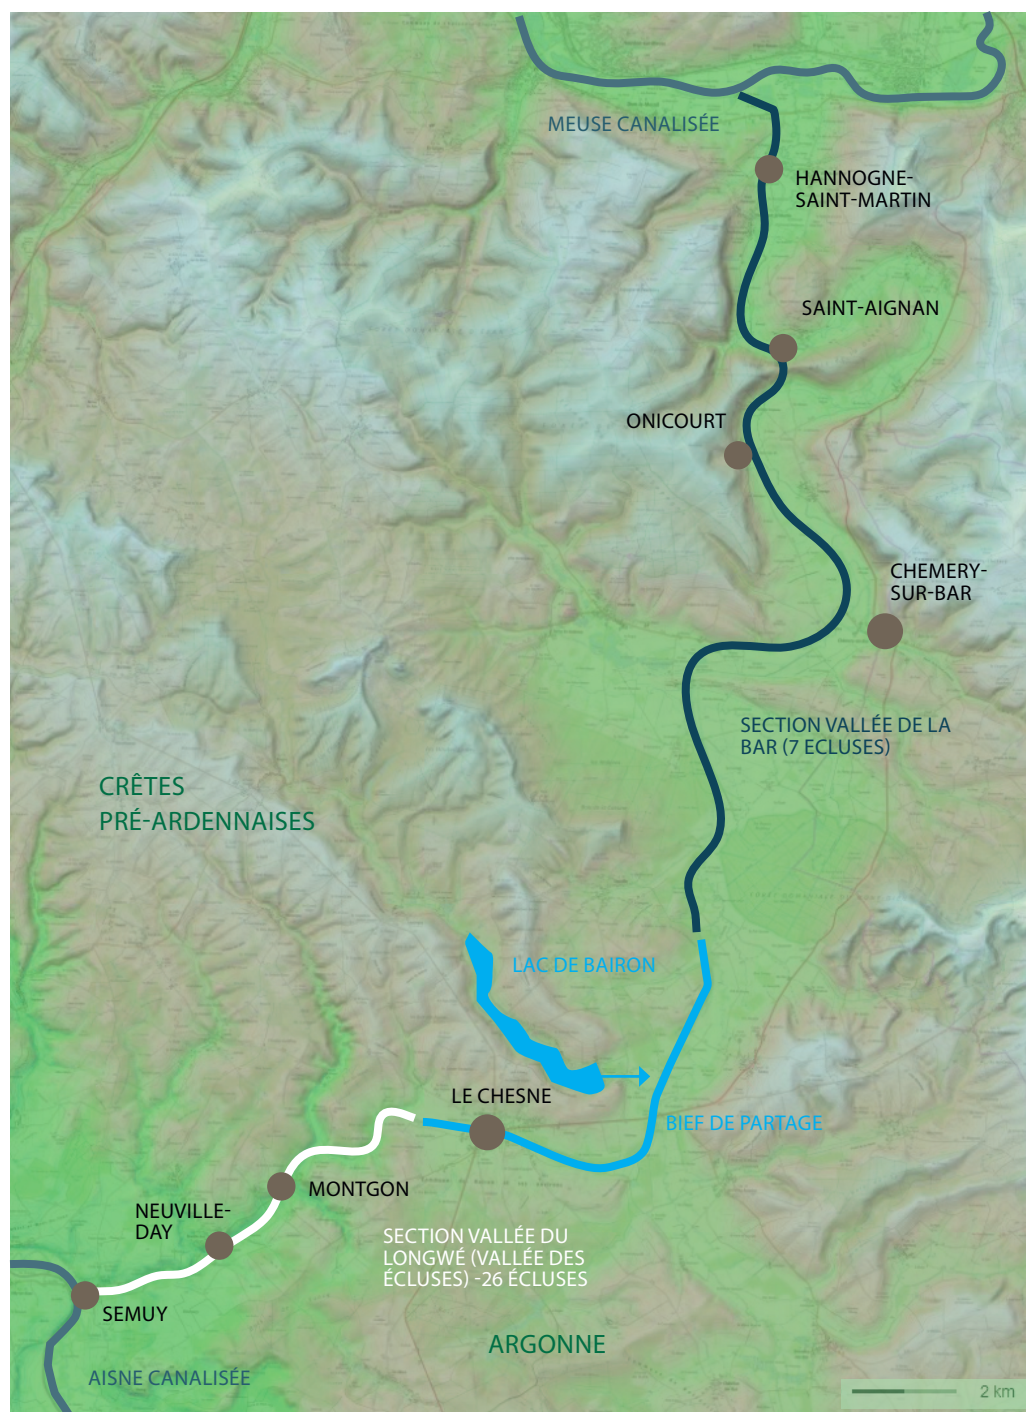 MEUSE CANALISÉE
HANNOGNE-
SAINT-MARTIN
SAINT-AIGNAN
ONICOURT
CHEMERY-
SUR-BAR
SECTION VALLÉE DE LA
BAR (7 ECLUSES)
CRÊTES
PRÉ-ARDENNAISES
LAC DE BAIRON
LE CHESNE
BIEF DE PARTAGE
MONTGON
NEUVILLE-
DAY
SECTION VALLÉE DU
LONGWÉ (VALLÉE DES
ÉCLUSES) -26 ÉCLUSES
SEMUY
ARGONNE
AISNE CANALISÉE
2 km